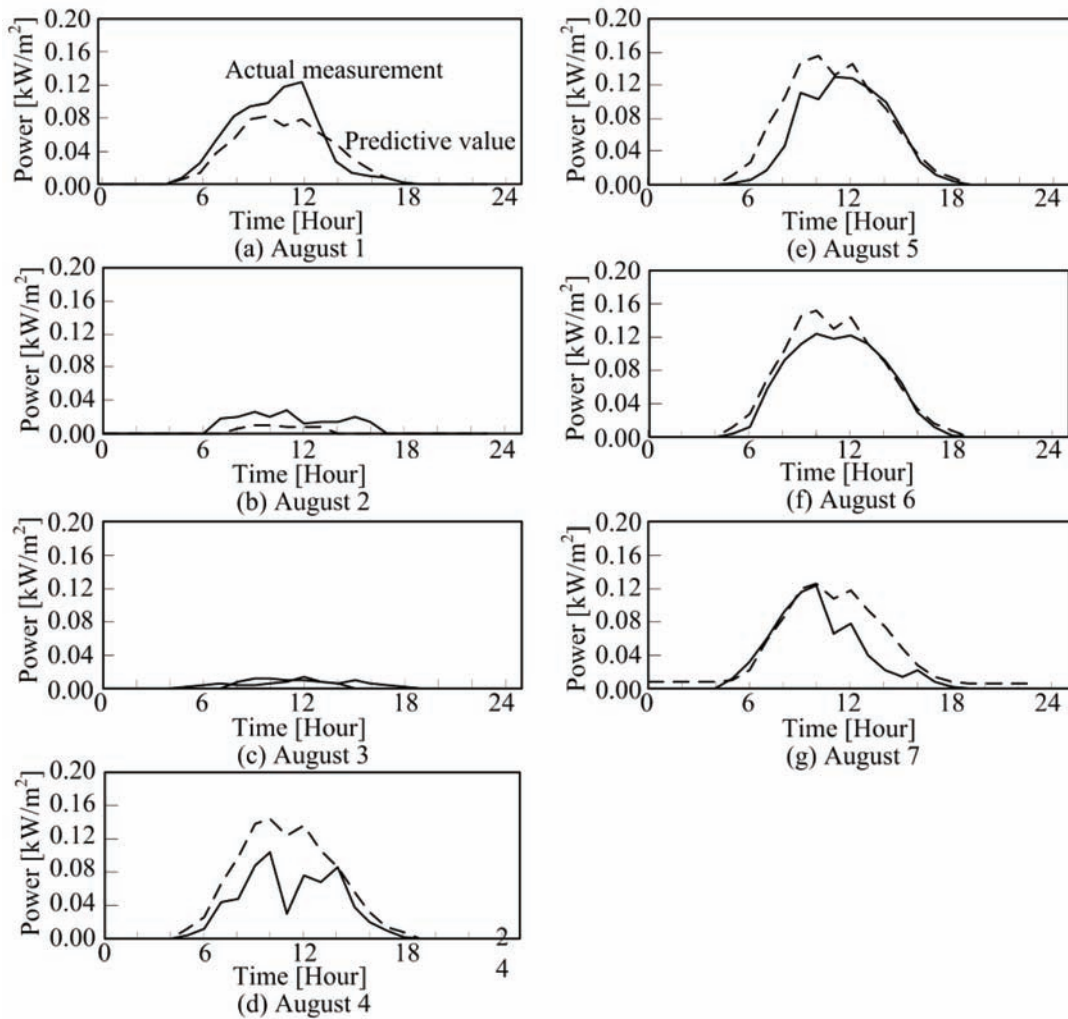 0.20
0.16
0.12
0.08
0.04
0.00
Power [kW/m²]
Actual measurement
Predictive value
0 6 12 18 24
Time [Hour]
(a) August 1
0.20
0.16
0.12
0.08
0.04
0.00
Power [kW/m²]
0 6 12 18 24
Time [Hour]
(b) August 2
0.20
0.16
0.12
0.08
0.04
0.00
Power [kW/m²]
0 6 12 18 24
Time [Hour]
(c) August 3
0.20
0.16
0.12
0.08
0.04
0.00
Power [kW/m²]
0 6 12 18
2
4
Time [Hour]
(d) August 4
0.20
0.16
0.12
0.08
0.04
0.00
Power [kW/m²]
0 6 12 18 24
Time [Hour]
(e) August 5
0.20
0.16
0.12
0.08
0.04
0.00
Power [kW/m²]
0 6 12 18 24
Time [Hour]
(f) August 6
0.20
0.16
0.12
0.08
0.04
0.00
Power [kW/m²]
0 6 12 18 24
Time [Hour]
(g) August 7